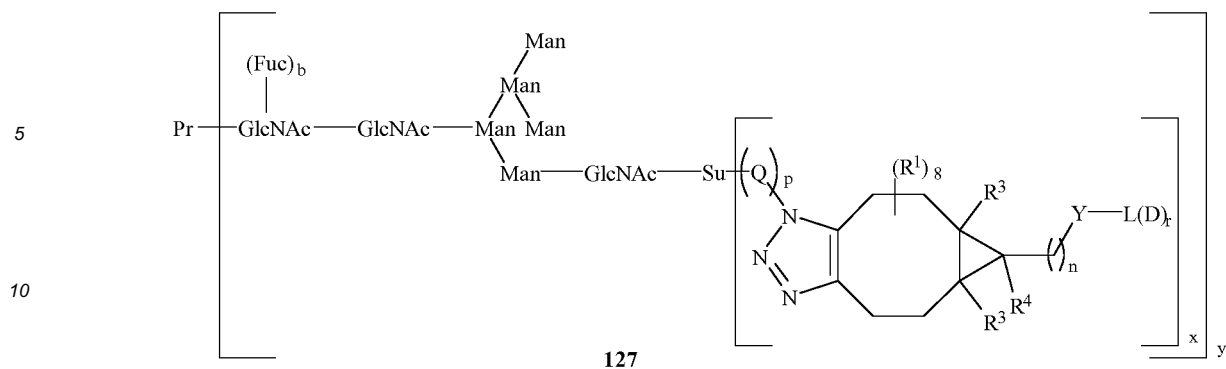 Man
(Fuc)b
Man
5
Pr GlcNAc GlcNAc Man Man
Man GlcNAc Su (Q)p
(R¹)8
R³
N
Y L(D)r
N
( )n
10
N
R⁴
R³
x
y
127